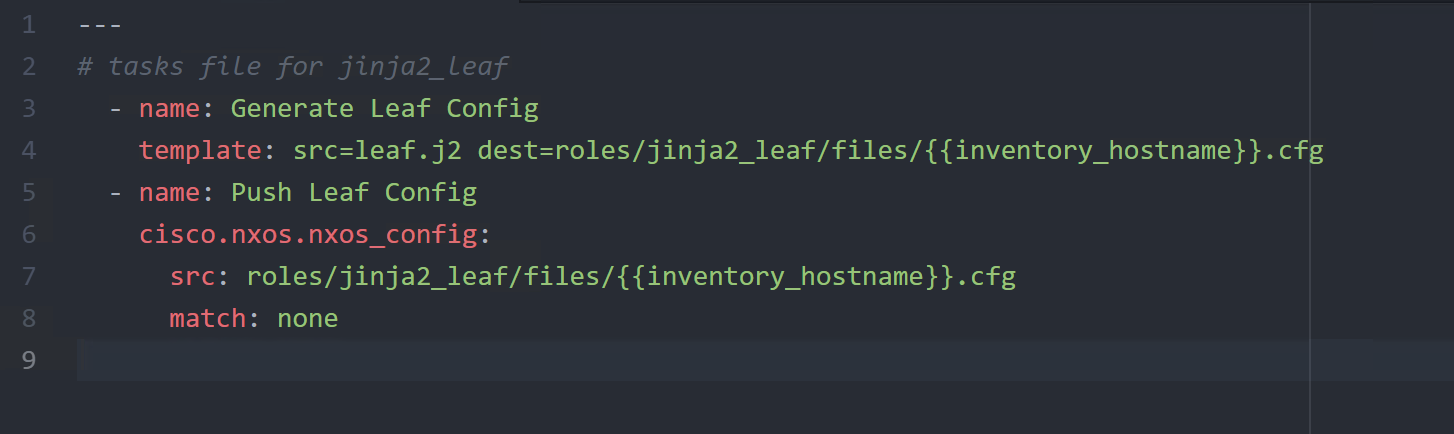 1 ---
2 # tasks file for jinja2_leaf
3   - name: Generate Leaf Config
4     template: src=leaf.j2 dest=roles/jinja2_leaf/files/{{inventory_hostname}}.cfg
5   - name: Push Leaf Config
6     cisco.nxos.nxos_config:
7       src: roles/jinja2_leaf/files/{{inventory_hostname}}.cfg
8       match: none
9